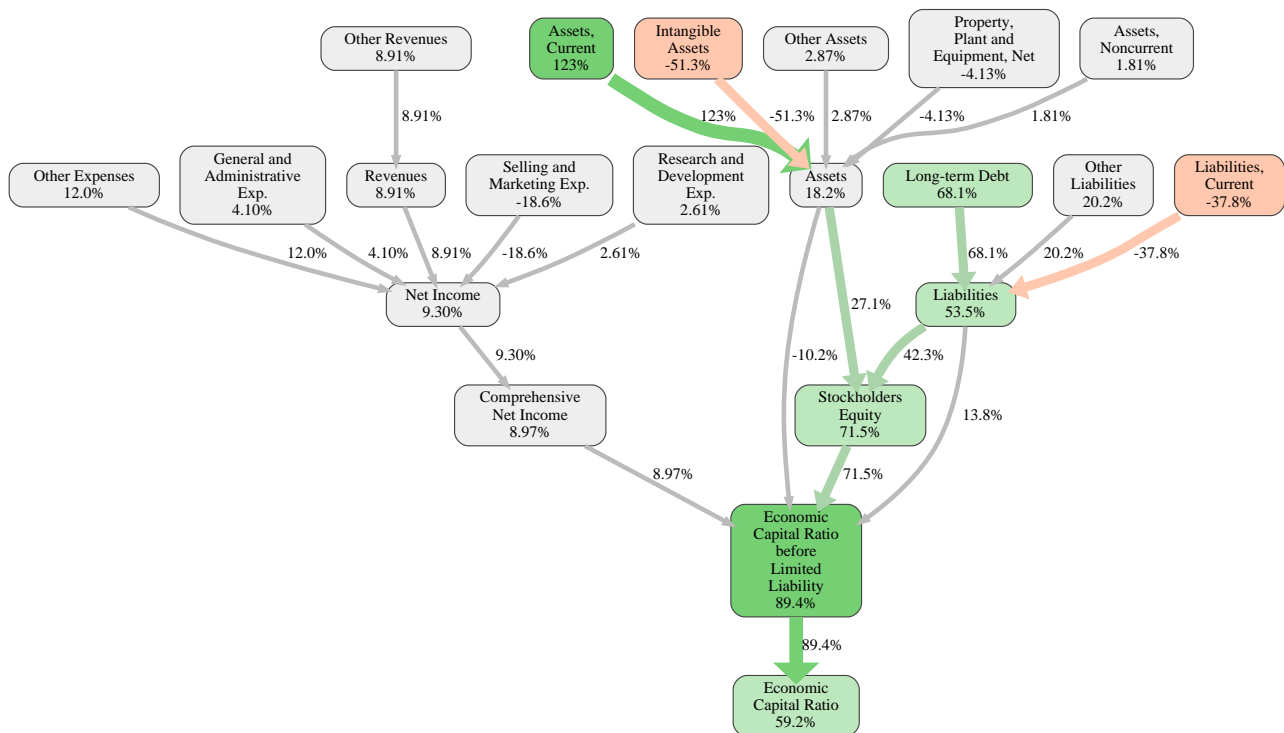 Other Revenues
8.91%
Assets,
Current
123%
Intangible
Assets
-51.3%
Other Assets
2.87%
Property,
Plant and
Equipment, Net
-4.13%
Assets,
Noncurrent
1.81%
8.91%
123%
-51.3%
2.87%
-4.13%
1.81%
Other Expenses
12.0%
General and
Administrative
Exp.
4.10%
Revenues
8.91%
Selling and
Marketing Exp.
-18.6%
Research and
Development
Exp.
2.61%
Assets
18.2%
Long-term Debt
68.1%
Other
Liabilities
20.2%
Liabilities,
Current
-37.8%
12.0%
4.10%
8.91%
-18.6%
2.61%
68.1%
20.2%
-37.8%
Net Income
9.30%
Liabilities
53.5%
27.1%
9.30%
-10.2%
42.3%
Comprehensive
Net Income
8.97%
Stockholders
Equity
71.5%
13.8%
8.97%
71.5%
Economic
Capital Ratio
before
Limited
Liability
89.4%
89.4%
Economic
Capital Ratio
59.2%